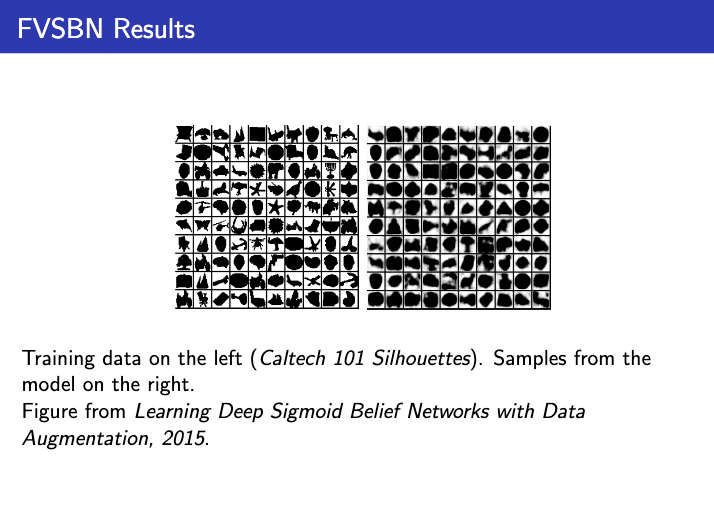 FVSBN Results
Training data on the left (Caltech 101 Silhouettes). Samples from the
model on the right.
Figure from Learning Deep Sigmoid Belief Networks with Data
Augmentation, 2015.